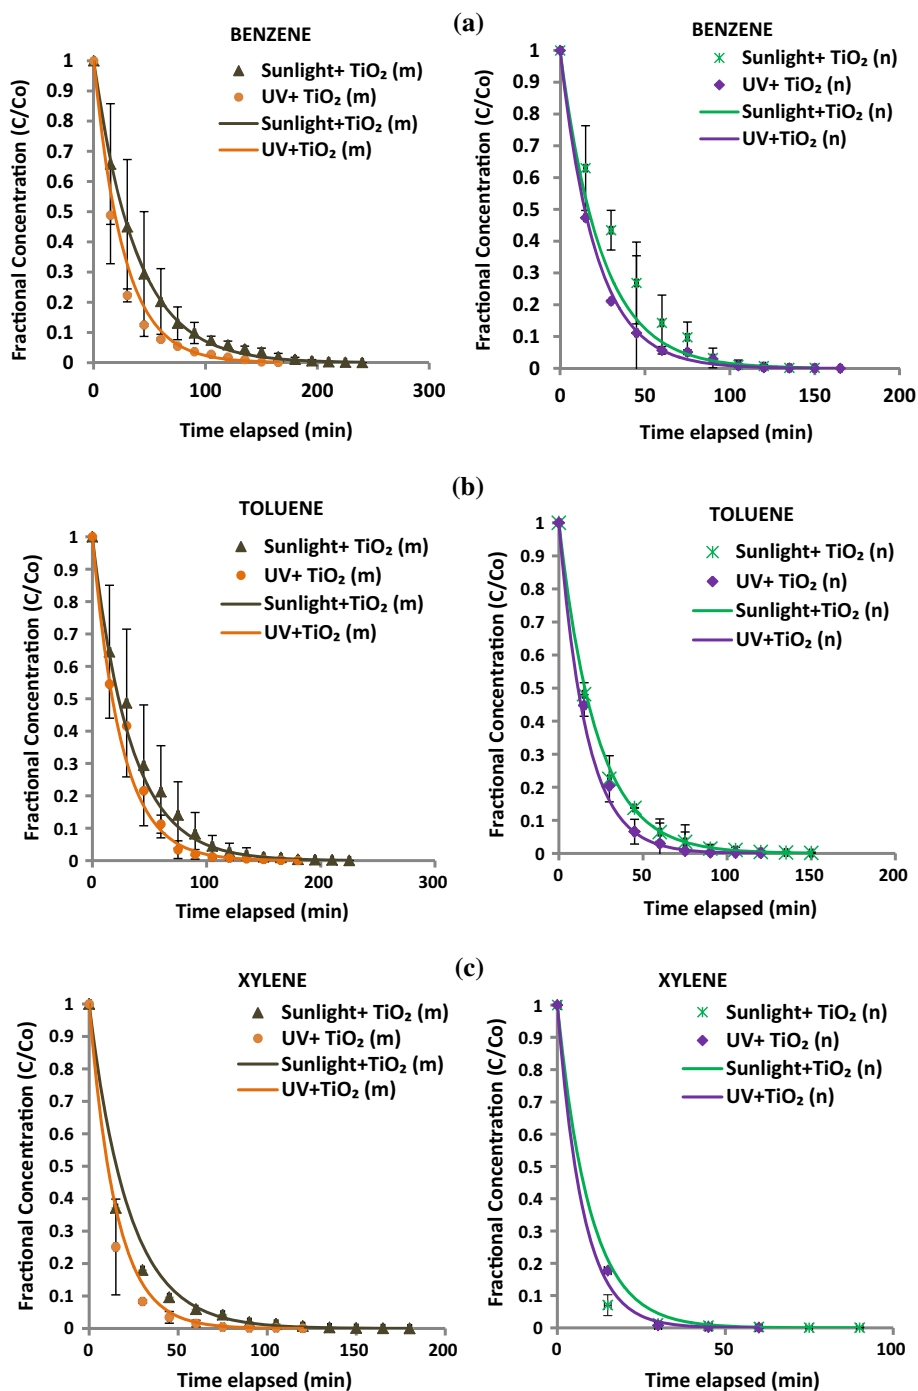 (a)
BENZENE
Sunlight+ TiO₂ (m)
UV+ TiO₂ (m)
Sunlight+TiO₂ (m)
UV+TiO₂ (m)
Fractional Concentration (C/Co)
1
0.9
0.8
0.7
0.6
0.5
0.4
0.3
0.2
0.1
0
0 100 200 300
Time elapsed (min)
BENZENE
Sunlight+ TiO₂ (n)
UV+ TiO₂ (n)
Sunlight+TiO₂ (n)
UV+TiO₂ (n)
Fractional Concentration (C/Co)
1
0.9
0.8
0.7
0.6
0.5
0.4
0.3
0.2
0.1
0
0 50 100 150 200
Time elapsed (min)
(b)
TOLUENE
Sunlight+ TiO₂ (m)
UV+ TiO₂ (m)
Sunlight+TiO₂ (m)
UV+TiO₂ (m)
Fractional Concentration (C/Co)
1
0.9
0.8
0.7
0.6
0.5
0.4
0.3
0.2
0.1
0
0 100 200 300
Time elapsed (min)
TOLUENE
Sunlight+ TiO₂ (n)
UV+ TiO₂ (n)
Sunlight+TiO₂ (n)
UV+TiO₂ (n)
Fractional Concentration (C/Co)
1
0.9
0.8
0.7
0.6
0.5
0.4
0.3
0.2
0.1
0
0 50 100 150 200
Time elapsed (min)
(c)
XYLENE
Sunlight+ TiO₂ (m)
UV+ TiO₂ (m)
Sunlight+TiO₂ (m)
UV+TiO₂ (m)
Fractional Concentration (C/Co)
1
0.9
0.8
0.7
0.6
0.5
0.4
0.3
0.2
0.1
0
0 50 100 150 200
Time elapsed (min)
XYLENE
Sunlight+ TiO₂ (n)
UV+ TiO₂ (n)
Sunlight+TiO₂ (n)
UV+TiO₂ (n)
Fractional Concentration (C/Co)
1
0.9
0.8
0.7
0.6
0.5
0.4
0.3
0.2
0.1
0
0 50 100
Time elapsed (min)